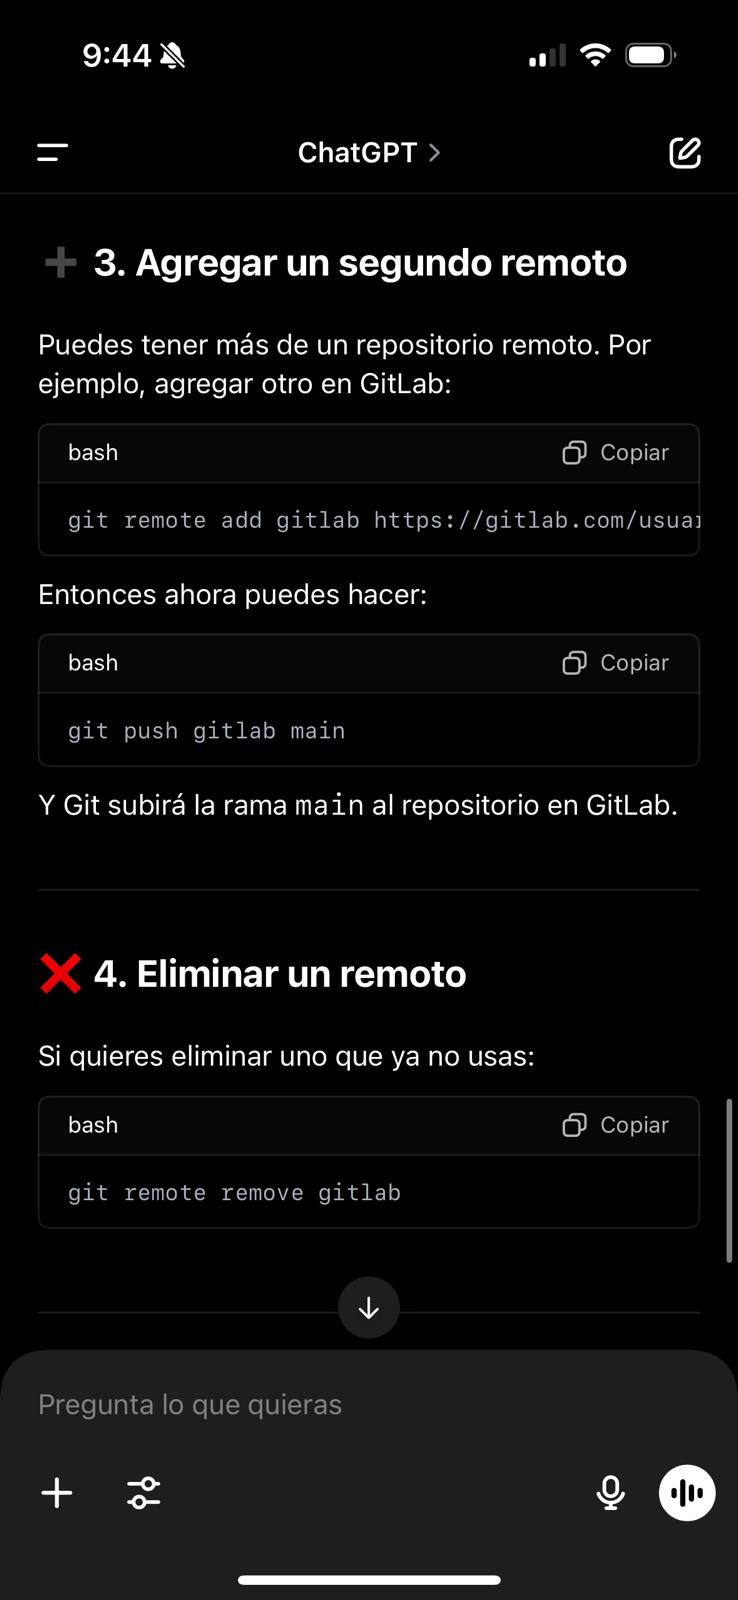 9:44
ChatGPT
3. Agregar un segundo remoto
Puedes tener más de un repositorio remoto. Por
ejemplo, agregar otro en GitLab:
bash
Copiar
git remote add gitlab https://gitlab.com/usuar
Entonces ahora puedes hacer:
bash
Copiar
git push gitlab main
Y Git subirá la rama main al repositorio en GitLab.
4. Eliminar un remoto
Si quieres eliminar uno que ya no usas:
bash
Copiar
git remote remove gitlab
Pregunta lo que quieras